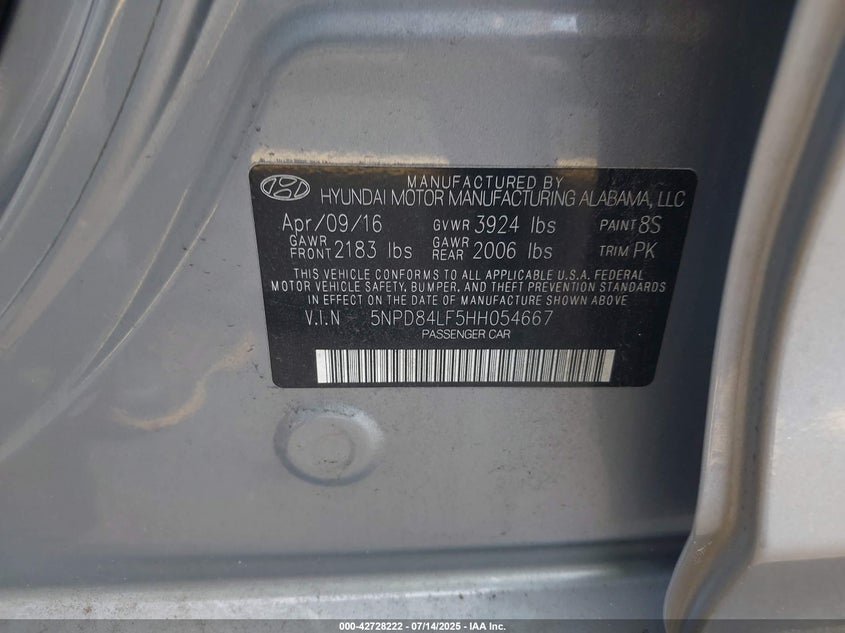 MANUFACTURED BY
HYUNDAI MOTOR MANUFACTURING ALABAMA, LLC
Apr/09/16 GVWR 3924 lbs PAINT 8S
GAWR FRONT 2183 lbs GAWR REAR 2006 lbs TRIM PK
THIS VEHICLE CONFORMS TO ALL APPLICABLE U.S.A. FEDERAL
MOTOR VEHICLE SAFETY, BUMPER, AND THEFT PREVENTION STANDARDS
IN EFFECT ON THE DATE OF MANUFACTURE SHOWN ABOVE
V.I.N 5NPD84LF5HH054667
PASSENGER CAR
000-42728222 - 07/14/2025 - IAA Inc.